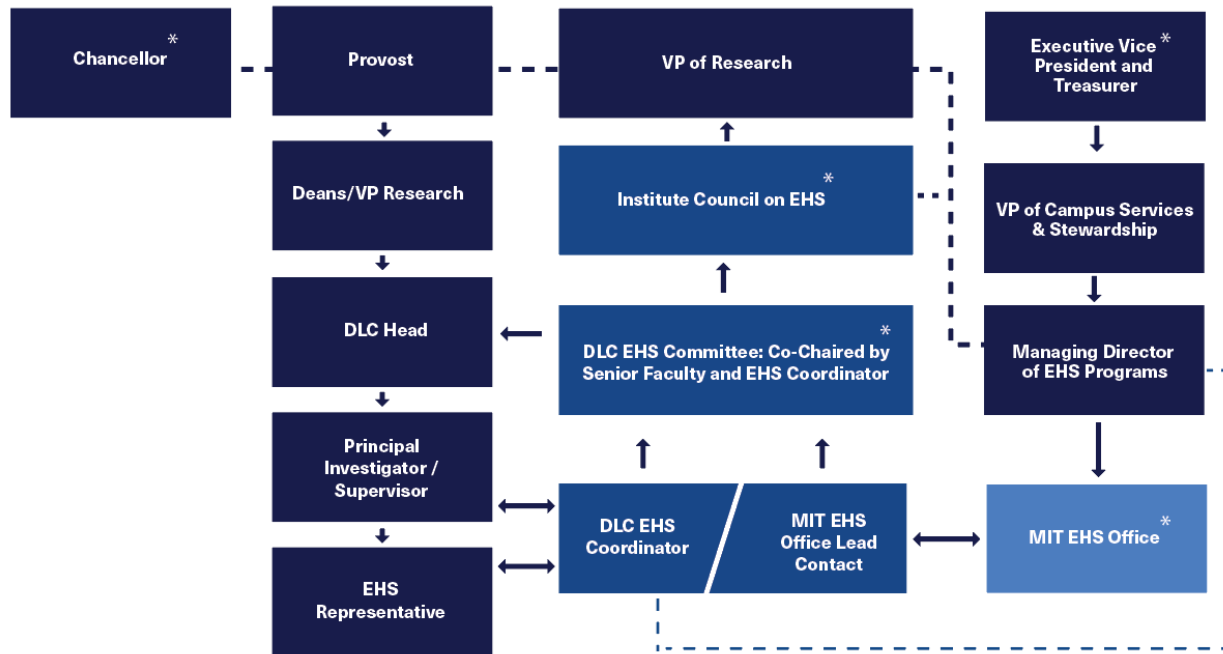 Chancellor *
Provost
VP of Research
Executive Vice *
President and
Treasurer
Deans/VP Research
Institute Council on EHS *
VP of Campus Services
& Stewardship
DLC Head
DLC EHS Committee: Co-Chaired by *
Senior Faculty and EHS Coordinator
Managing Director
of EHS Programs
Principal
Investigator /
Supervisor
DLC EHS
Coordinator
MIT EHS
Office Lead
Contact
MIT EHS Office *
EHS
Representative